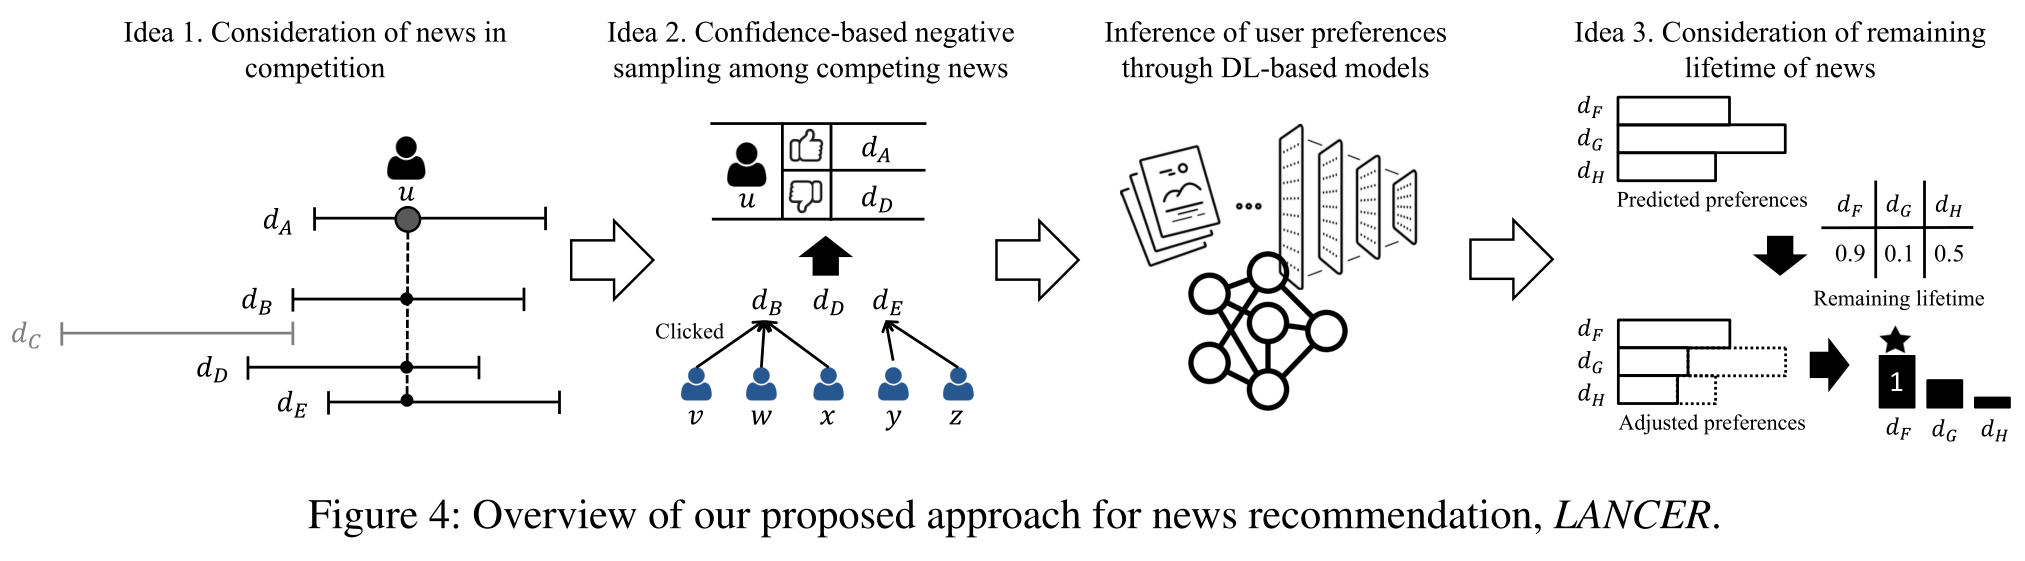 Idea 1. Consideration of news in
competition
u
d_A
d_B
d_C
d_D
d_E
Idea 2. Confidence-based negative
sampling among competing news
u
d_A
d_D
d_B d_D d_E
Clicked
v w x y z
Inference of user preferences
through DL-based models
Idea 3. Consideration of remaining
lifetime of news
d_F
d_G
d_H
Predicted preferences
d_F d_G d_H
0.9 0.1 0.5
Remaining lifetime
d_F
d_G
d_H
Adjusted preferences
1
d_F d_G d_H
Figure 4: Overview of our proposed approach for news recommendation, LANCER.